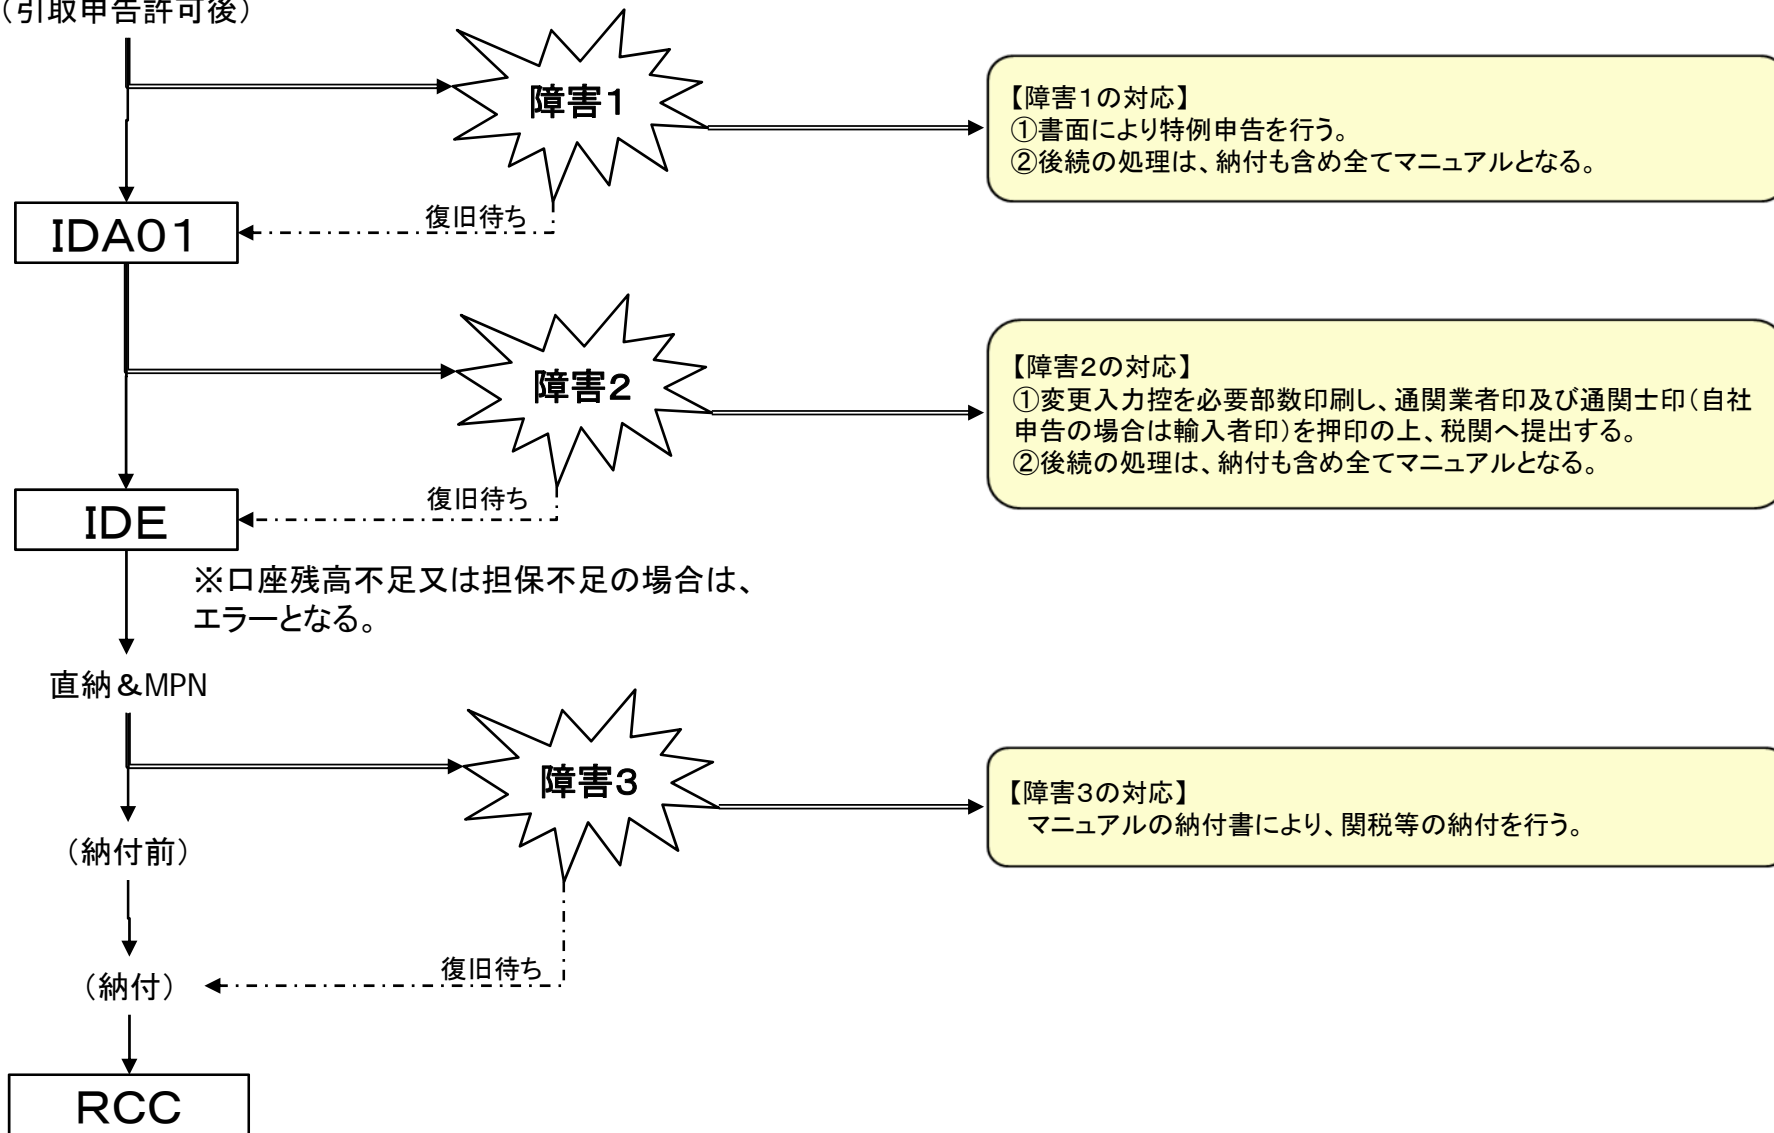 （引取申告許可後）
障害１
【障害１の対応】
①書面により特例申告を行う。
②後続の処理は、納付も含め全てマニュアルとなる。
復旧待ち
ＩＤＡ０１
障害２
【障害２の対応】
①変更入力控を必要部数印刷し、通関業者印及び通関士印（自社
申告の場合は輸入者印）を押印の上、税関へ提出する。
②後続の処理は、納付も含め全てマニュアルとなる。
復旧待ち
ＩＤＥ
※口座残高不足又は担保不足の場合は、
エラーとなる。
直納＆MPN
障害３
【障害３の対応】
マニュアルの納付書により、関税等の納付を行う。
（納付前）
復旧待ち
（納付）
ＲＣＣ